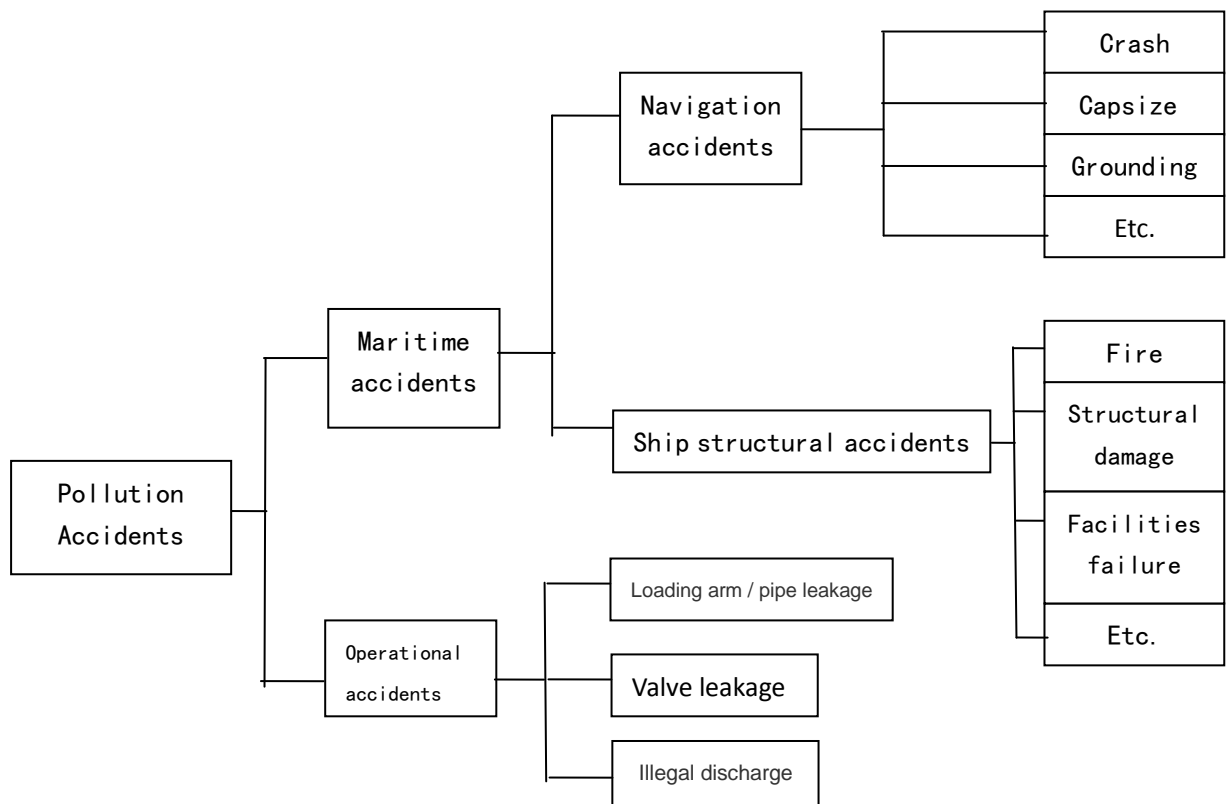 Crash
Navigation
accidents
Capsize
Grounding
Etc.
Maritime
accidents
Fire
Ship structural accidents
Structural
damage
Pollution
Accidents
Facilities
failure
Loading arm / pipe leakage
Etc.
Operational
accidents
Valve leakage
Illegal discharge